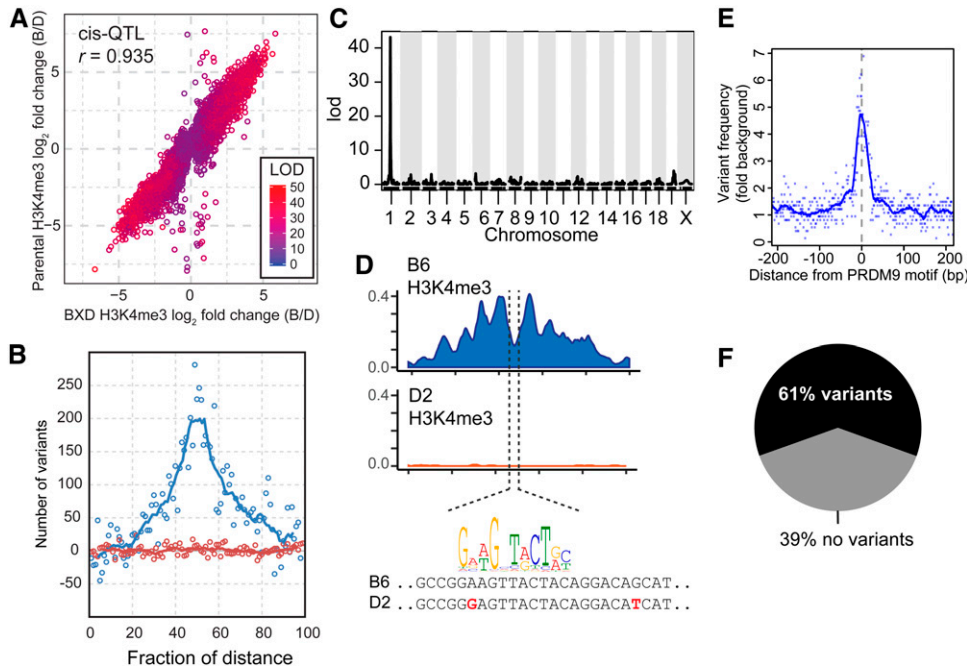 A
cis-QTL
r = 0.935
Parental H3K4me3 log2 fold change (B/D)
5
0
−5
LOD
50
40
30
20
10
0
−5
0
5
BXD H3K4me3 log2 fold change (B/D)
B
Number of variants
250
200
150
100
50
0
-50
0
20
40
60
80
100
Fraction of distance
C
lod
40
30
20
10
0
1
2
3
4
5
6
7
8
9
10
12
14
16
18
X
Chromosome
D
B6
H3K4me3
0.4
0.0
D2
H3K4me3
0.4
0.0
B6 ..GCCGGAAGTTACTACAGGACAGCAT..
D2 ..GCCGGGAGTTACTACAGGACATCAT..
E
Variant frequency
(fold background)
7
6
5
4
3
2
1
0
-200
-100
0
100
200
Distance from PRDM9 motif (bp)
F
61% variants
39% no variants